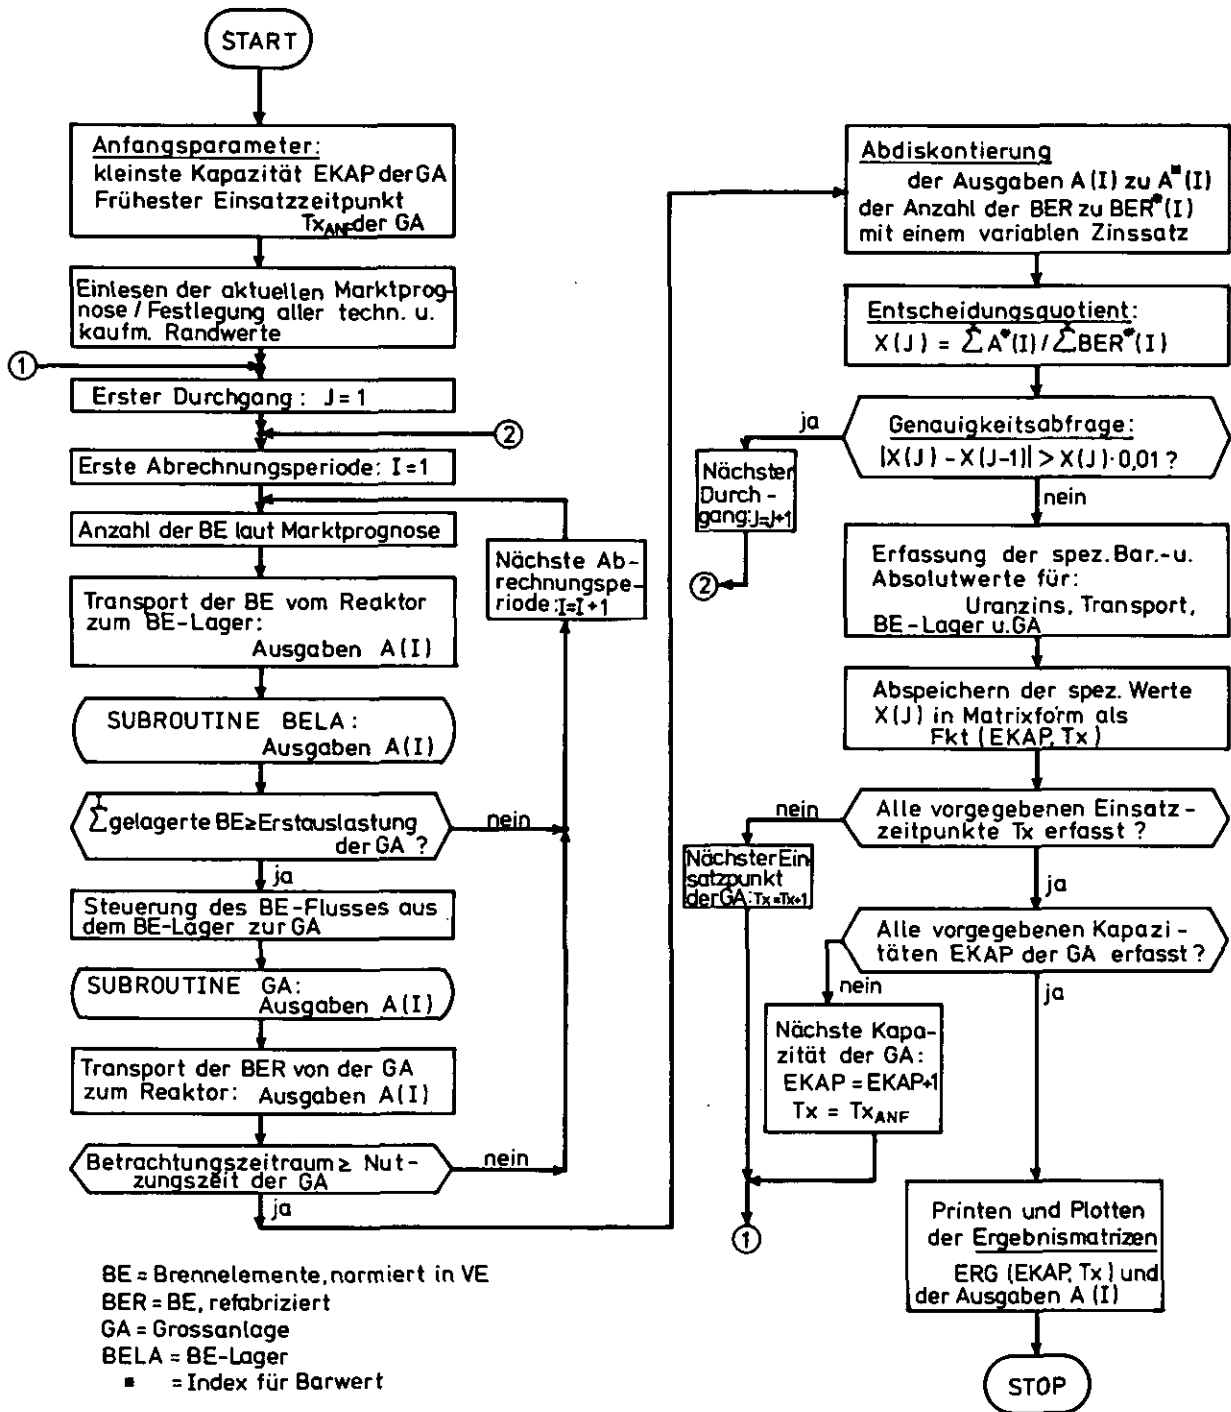 START
Anfangsparameter:
kleinste Kapazität EKAP der GA
Frühester Einsatzzeitpunkt
Tx ANF der GA
Einlesen der aktuellen Marktprog-
nose / Festlegung aller techn. u.
kaufm. Randwerte
1
Erster Durchgang: J = 1
2
Erste Abrechnungsperiode: I = 1
Anzahl der BE laut Marktprognose
Nächste Ab-
rechnungspe-
riode: I=I+1
Transport der BE vom Reaktor
zum BE-Lager:
Ausgaben A(I)
SUBROUTINE BELA:
Ausgaben A(I)
I
Σ gelagerte BE ≥ Erstauslastung
der GA ?
nein
ja
Steuerung des BE-Flusses aus
dem BE-Lager zur GA
SUBROUTINE GA:
Ausgaben A(I)
Transport der BER von der GA
zum Reaktor: Ausgaben A(I)
Betrachtungszeitraum ≥ Nut-
zungszeit der GA
nein
ja
BE = Brennelemente, normiert in VE
BER = BE, refabriziert
GA = Grossanlage
BELA = BE-Lager
* = Index für Barwert
Abdiskontierung
der Ausgaben A(I) zu A*(I)
der Anzahl der BER zu BER*(I)
mit einem variablen Zinssatz
Entscheidungsquotient:
X(J) = Σ A*(I) / Σ BER*(I)
Genauigkeitsabfrage:
|X(J) - X(J-1)| > X(J)·0,01 ?
ja
nein
Nächster
Durch-
gang: J=J+1
2
Erfassung der spez. Bar.- u.
Absolutwerte für:
Uranzins, Transport,
BE-Lager u. GA
Abspeichern der spez. Werte
X(J) in Matrixform als
Fkt (EKAP, Tx)
Alle vorgegebenen Einsatz-
zeitpunkte Tx erfasst ?
nein
ja
Nächster Ein-
satzpunkt
der GA: Tx=Tx+1
Alle vorgegebenen Kapazi-
täten EKAP der GA erfasst ?
nein
ja
Nächste Kapa-
zität der GA:
EKAP = EKAP+1
Tx = Tx ANF
1
Printen und Plotten
der Ergebnismatrizen
ERG (EKAP, Tx) und
der Ausgaben A(I)
STOP